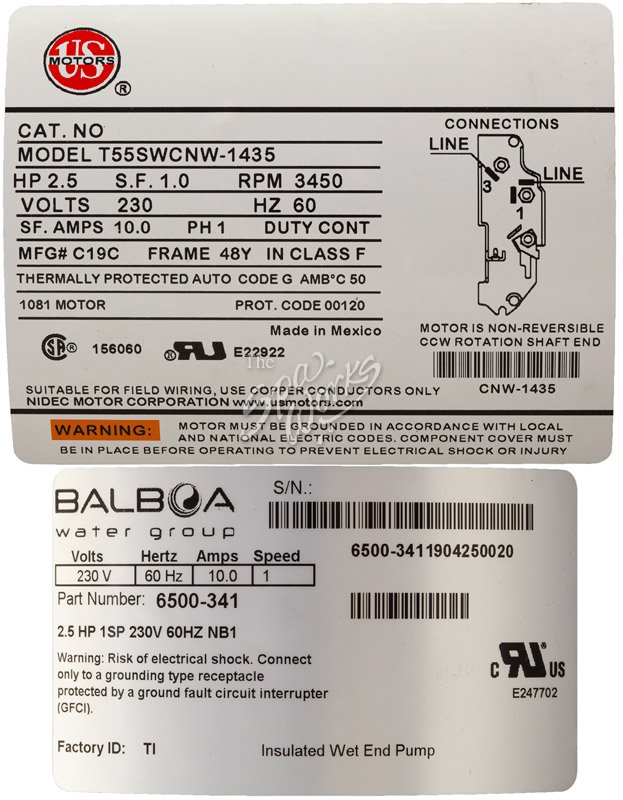 US
MOTORS
®
CAT. NO
MODEL T55SWCNW-1435
HP 2.5 S.F. 1.0 RPM 3450
VOLTS 230 HZ 60
SF. AMPS 10.0 PH 1 DUTY CONT
MFG# C19C FRAME 48Y IN CLASS F
THERMALLY PROTECTED AUTO CODE G AMB°C 50
1081 MOTOR PROT. CODE 00120
Made in Mexico
SA® 156060 ® RU E22922
CONNECTIONS
LINE
LINE
3
1
2
MOTOR IS NON-REVERSIBLE
CCW ROTATION SHAFT END
CNW-1435
The
Spa Works
SUITABLE FOR FIELD WIRING, USE COPPER CONDUCTORS ONLY
NIDEC MOTOR CORPORATION www.usmotors.com
WARNING: MOTOR MUST BE GROUNDED IN ACCORDANCE WITH LOCAL
AND NATIONAL ELECTRIC CODES. COMPONENT COVER MUST
BE IN PLACE BEFORE OPERATING TO PREVENT ELECTRICAL SHOCK OR INJURY
BALBOA
water group
S/N.:
6500-3411904250020
Volts Hertz Amps Speed
230 V 60 Hz 10.0 1
Part Number: 6500-341
2.5 HP 1SP 230V 60HZ NB1
Warning: Risk of electrical shock. Connect
only to a grounding type receptacle
protected by a ground fault circuit interrupter
(GFCI).
C RU US
E247702
Factory ID: TI Insulated Wet End Pump